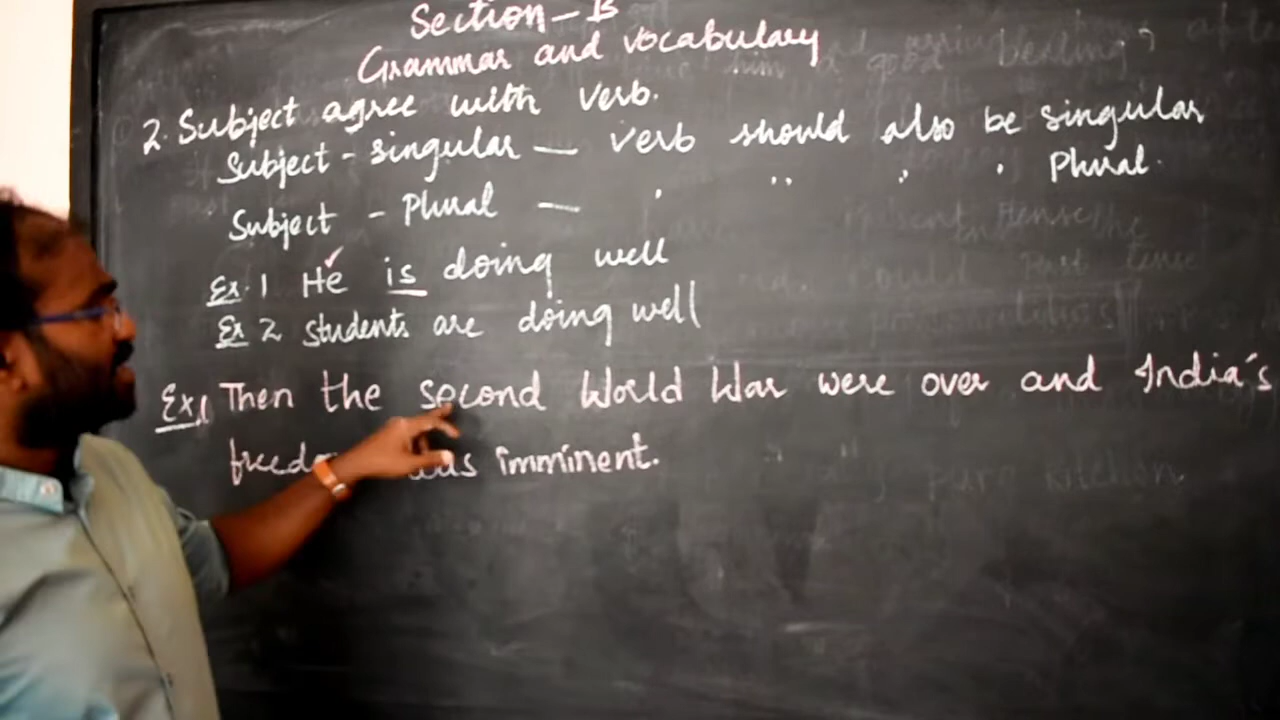 Section - B
Grammar and vocabulary
2. Subject agree with verb.
Subject - singular — verb should also be singular
Subject - Plural — " " " " Plural.
Ex. 1 He is doing well
Ex 2 students are doing well
Ex,1 Then the second World War were over and India's
imminent.